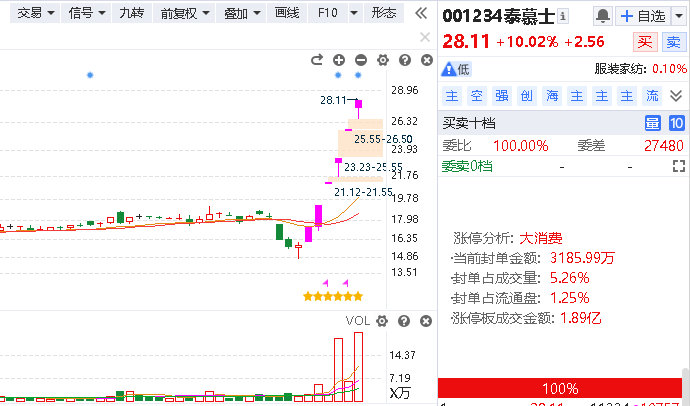 交易 信号 九转 前复权 叠加 画线 F10 形态
28.11
25.55-26.50
23.23-25.55
21.12-21.55
28.96
26.32
23.93
21.76
19.78
17.98
16.35
14.86
13.51
VOL
14.37
7.19
X万
001234泰慕士
自选
28.11 +10.02% +2.56
买 卖
低 服装家纺: 0.10%
主 空 强 创 海 主 主 主 流
买卖十档 量 10
委比 100.00% 委差 27480
委卖0档 - -
涨停分析: 大消费
·当前封单金额: 3185.99万
·封单占成交量: 5.26%
·封单占流通盘: 1.25%
·涨停板成交金额: 1.89亿
100%